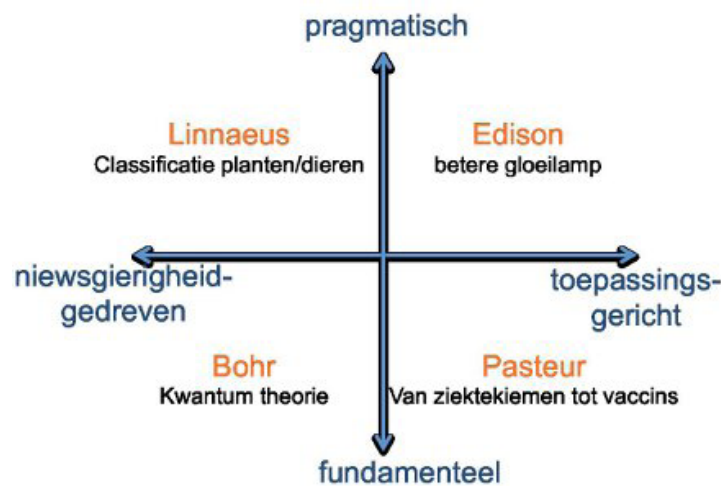 pragmatisch
Linnaeus
Classificatie planten/dieren
Edison
betere gloeilamp
niewsgierigheid-
gedreven
toepassings-
gericht
Bohr
Kwantum theorie
Pasteur
Van ziektekiemen tot vaccins
fundamenteel